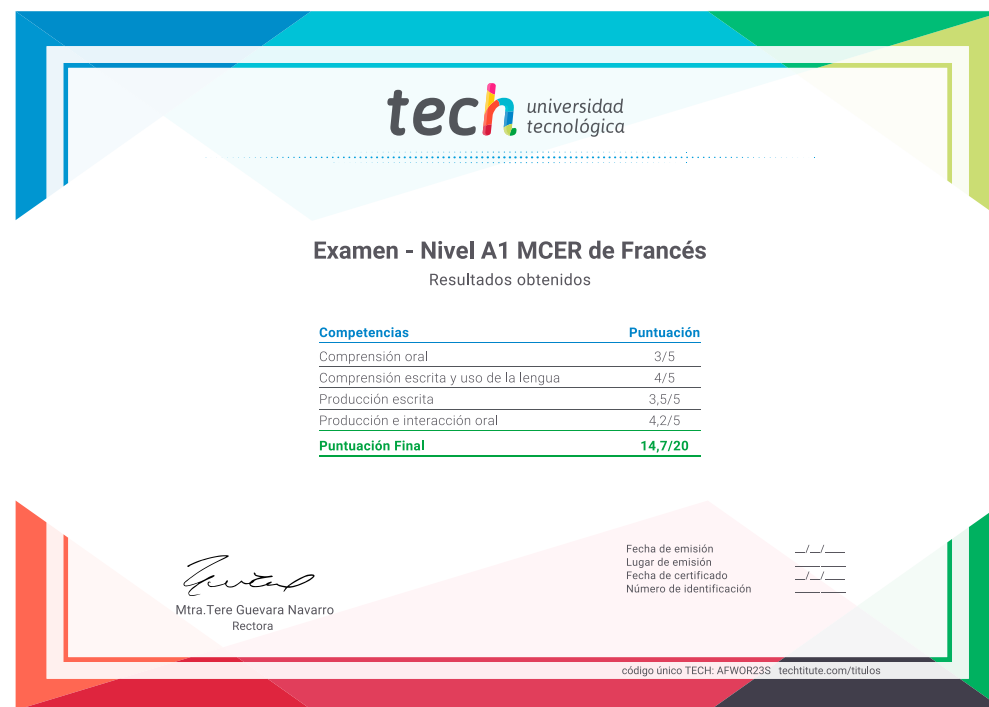 tech universidad
tecnológica
Examen - Nivel A1 MCER de Francés
Resultados obtenidos
Competencias Puntuación
Comprensión oral 3/5
Comprensión escrita y uso de la lengua 4/5
Producción escrita 3,5/5
Producción e interacción oral 4,2/5
Puntuación Final 14,7/20
Fecha de emisión __/__/____
Lugar de emisión ________
Fecha de certificado __/__/____
Número de identificación ________
Mtra.Tere Guevara Navarro
Rectora
código único TECH: AFWOR23S techtitute.com/titulos